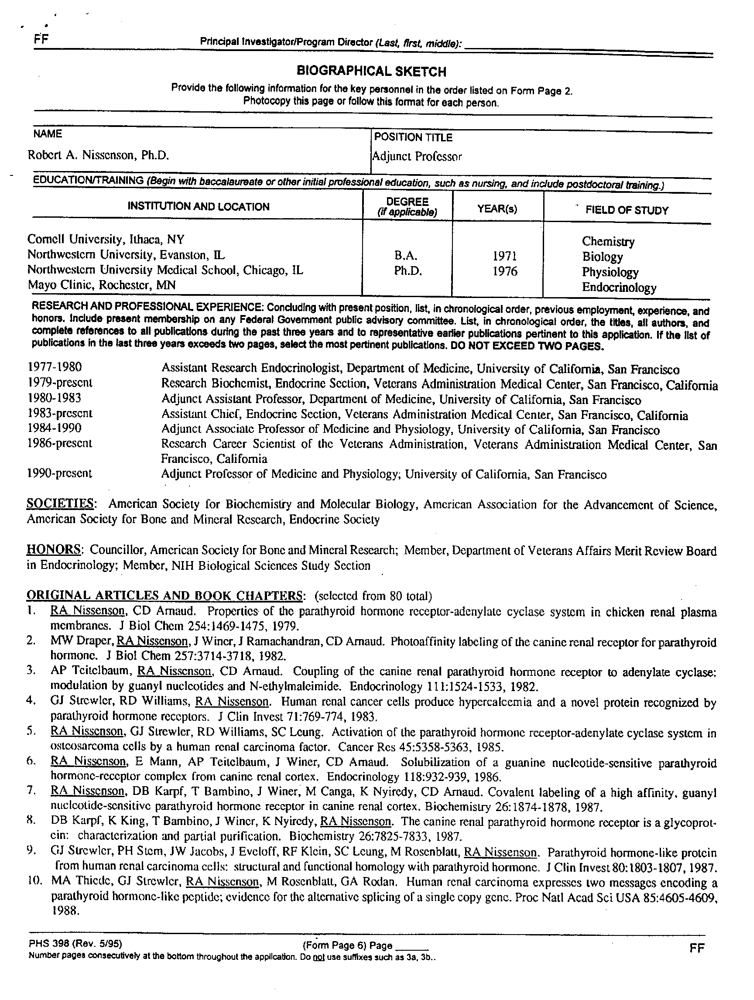 FF
Principal Investigator/Program Director (Last, first, middle):
BIOGRAPHICAL SKETCH
Provide the following information for the key personnel in the order listed on Form Page 2.
Photocopy this page or follow this format for each person.
NAME
POSITION TITLE
Robert A. Nissenson, Ph.D.
Adjunct Professor
EDUCATION/TRAINING (Begin with baccalaureate or other initial professional education, such as nursing, and include postdoctoral training.)
INSTITUTION AND LOCATION DEGREE (if applicable) YEAR(s) FIELD OF STUDY
Cornell University, Ithaca, NY Chemistry
Northwestern University, Evanston, IL B.A. 1971 Biology
Northwestern University Medical School, Chicago, IL Ph.D. 1976 Physiology
Mayo Clinic, Rochester, MN Endocrinology
RESEARCH AND PROFESSIONAL EXPERIENCE: Concluding with present position, list, in chronological order, previous employment, experience, and
honors. Include present membership on any Federal Government public advisory committee. List, in chronological order, the titles, all authors, and
complete references to all publications during the past three years and to representative earlier publications pertinent to this application. If the list of
publications in the last three years exceeds two pages, select the most pertinent publications. DO NOT EXCEED TWO PAGES.
1977-1980 Assistant Research Endocrinologist, Department of Medicine, University of California, San Francisco
1979-present Research Biochemist, Endocrine Section, Veterans Administration Medical Center, San Francisco, California
1980-1983 Adjunct Assistant Professor, Department of Medicine, University of California, San Francisco
1983-present Assistant Chief, Endocrine Section, Veterans Administration Medical Center, San Francisco, California
1984-1990 Adjunct Associate Professor of Medicine and Physiology, University of California, San Francisco
1986-present Research Career Scientist of the Veterans Administration, Veterans Administration Medical Center, San
Francisco, California
1990-present Adjunct Professor of Medicine and Physiology; University of California, San Francisco
SOCIETIES: American Society for Biochemistry and Molecular Biology, American Association for the Advancement of Science,
American Society for Bone and Mineral Research, Endocrine Society
HONORS: Councillor, American Society for Bone and Mineral Research; Member, Department of Veterans Affairs Merit Review Board
in Endocrinology; Member, NIH Biological Sciences Study Section
ORIGINAL ARTICLES AND BOOK CHAPTERS: (selected from 80 total)
1. RA Nissenson, CD Arnaud. Properties of the parathyroid hormone receptor-adenylate cyclase system in chicken renal plasma
membranes. J Biol Chem 254:1469-1475, 1979.
2. MW Draper, RA Nissenson, J Winer, J Ramachandran, CD Arnaud. Photoaffinity labeling of the canine renal receptor for parathyroid
hormone. J Biol Chem 257:3714-3718, 1982.
3. AP Teitelbaum, RA Nissenson, CD Arnaud. Coupling of the canine renal parathyroid hormone receptor to adenylate cyclase:
modulation by guanyl nucleotides and N-ethylmaleimide. Endocrinology 111:1524-1533, 1982.
4. GJ Strewler, RD Williams, RA Nissenson. Human renal cancer cells produce hypercalcemia and a novel protein recognized by
parathyroid hormone receptors. J Clin Invest 71:769-774, 1983.
5. RA Nissenson, GJ Strewler, RD Williams, SC Leung. Activation of the parathyroid hormone receptor-adenylate cyclase system in
osteosarcoma cells by a human renal carcinoma factor. Cancer Res 45:5358-5363, 1985.
6. RA Nissenson, E Mann, AP Teitelbaum, J Winer, CD Arnaud. Solubilization of a guanine nucleotide-sensitive parathyroid
hormone-receptor complex from canine renal cortex. Endocrinology 118:932-939, 1986.
7. RA Nissenson, DB Karpf, T Bambino, J Winer, M Canga, K Nyiredy, CD Arnaud. Covalent labeling of a high affinity, guanyl
nucleotide-sensitive parathyroid hormone receptor in canine renal cortex. Biochemistry 26:1874-1878, 1987.
8. DB Karpf, K King, T Bambino, J Winer, K Nyiredy, RA Nissenson. The canine renal parathyroid hormone receptor is a glycoprot-
ein: characterization and partial purification. Biochemistry 26:7825-7833, 1987.
9. GJ Strewler, PH Stern, JW Jacobs, J Eveloff, RF Klein, SC Leung, M Rosenblatt, RA Nissenson. Parathyroid hormone-like protein
from human renal carcinoma cells: structural and functional homology with parathyroid hormone. J Clin Invest 80:1803-1807, 1987.
10. MA Thiede, GJ Strewler, RA Nissenson, M Rosenblatt, GA Rodan. Human renal carcinoma expresses two messages encoding a
parathyroid hormone-like peptide; evidence for the alternative splicing of a single copy gene. Proc Natl Acad Sci USA 85:4605-4609,
1988.
PHS 398 (Rev. 5/95) (Form Page 6) Page FF
Number pages consecutively at the bottom throughout the application. Do not use suffixes such as 3a, 3b..